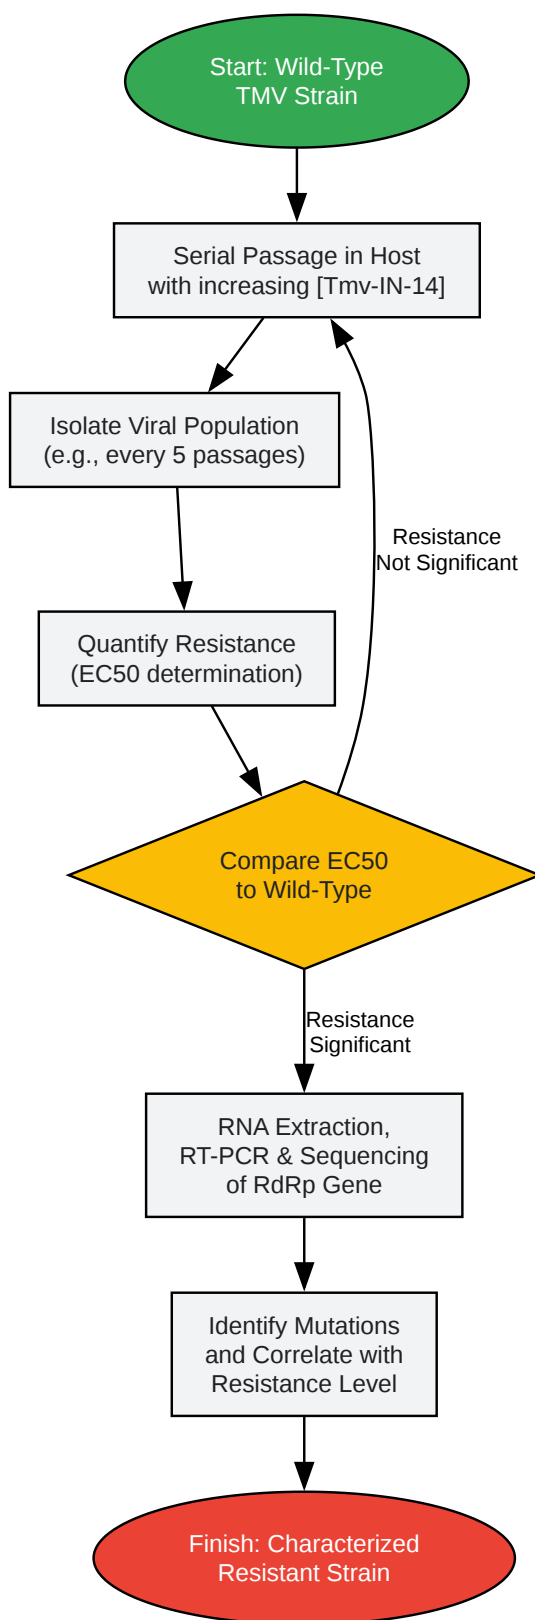 Start: Wild-Type
TMV Strain
Serial Passage in Host
with increasing [Tmv-IN-14]
Isolate Viral Population
(e.g., every 5 passages)
Resistance
Not Significant
Quantify Resistance
(EC50 determination)
Compare EC50
to Wild-Type
Resistance
Significant
RNA Extraction,
RT-PCR & Sequencing
of RdRp Gene
Identify Mutations
and Correlate with
Resistance Level
Finish: Characterized
Resistant Strain